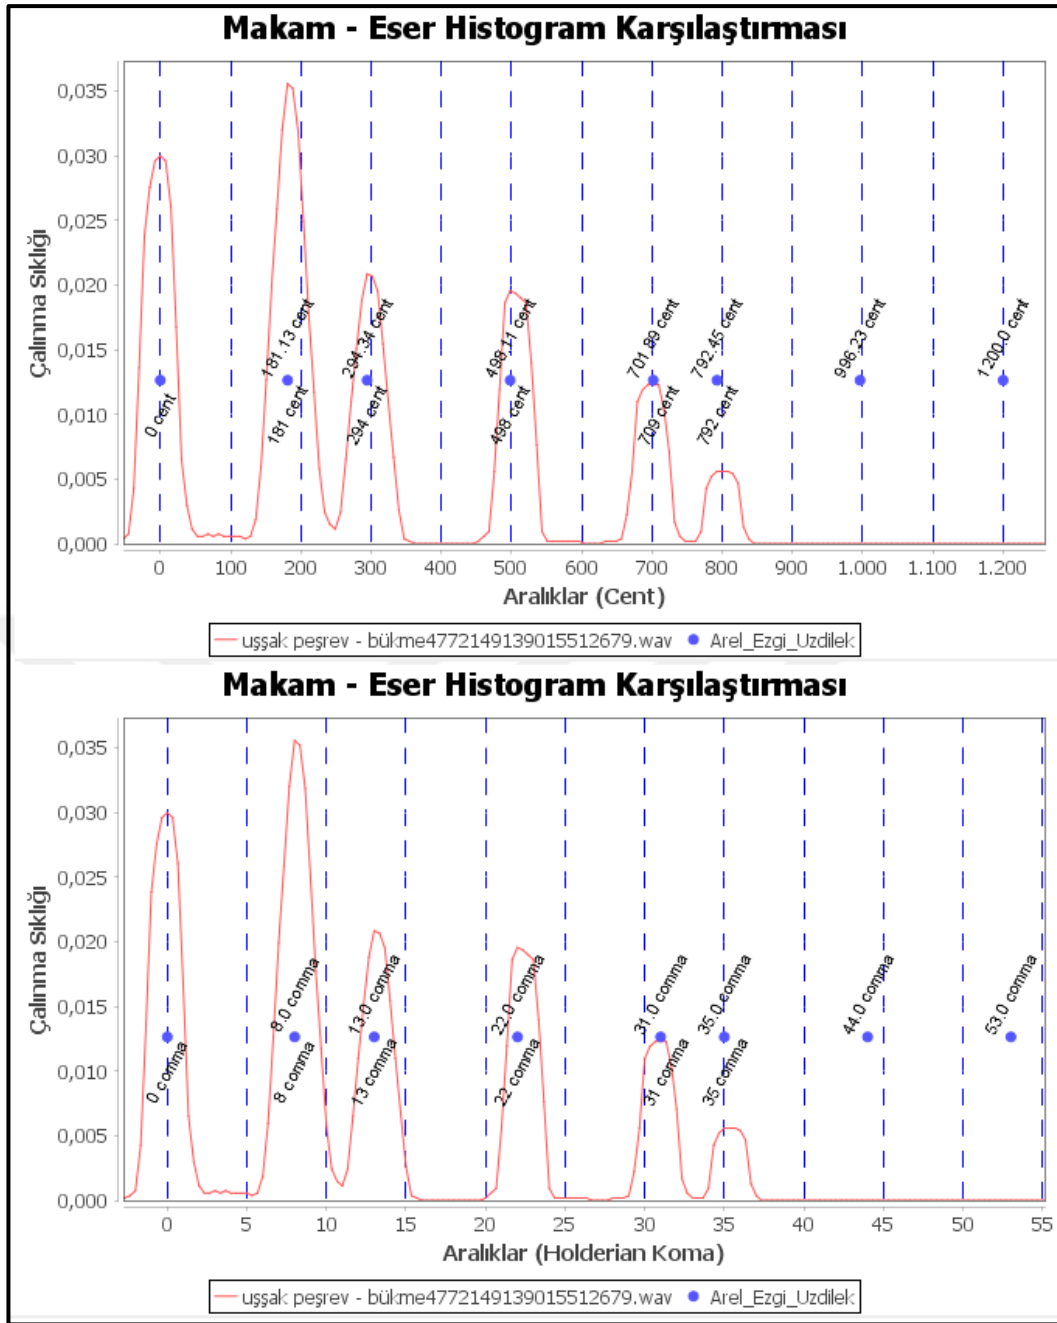 Makam - Eser Histogram Karşılaştırması
0,035
0,030
0,025
0,020
0,015
0,010
0,005
0,000
Çalınma Sıklığı
0 cent
181.13 cent
181 cent
294.34 cent
294 cent
498.11 cent
498 cent
701.89 cent
709 cent
792.45 cent
792 cent
996.23 cent
1200.0 cent
0 100 200 300 400 500 600 700 800 900 1.000 1.100 1.200
Aralıklar (Cent)
uşşak peşrev - bükme4772149139015512679.wav Arel_Ezgi_Uzdilek
Makam - Eser Histogram Karşılaştırması
0,035
0,030
0,025
0,020
0,015
0,010
0,005
0,000
Çalınma Sıklığı
0 comma
8.0 comma
8 comma
13.0 comma
13 comma
22.0 comma
22 comma
31.0 comma
31 comma
35.0 comma
35 comma
44.0 comma
53.0 comma
0 5 10 15 20 25 30 35 40 45 50 55
Aralıklar (Holderian Koma)
uşşak peşrev - bükme4772149139015512679.wav Arel_Ezgi_Uzdilek